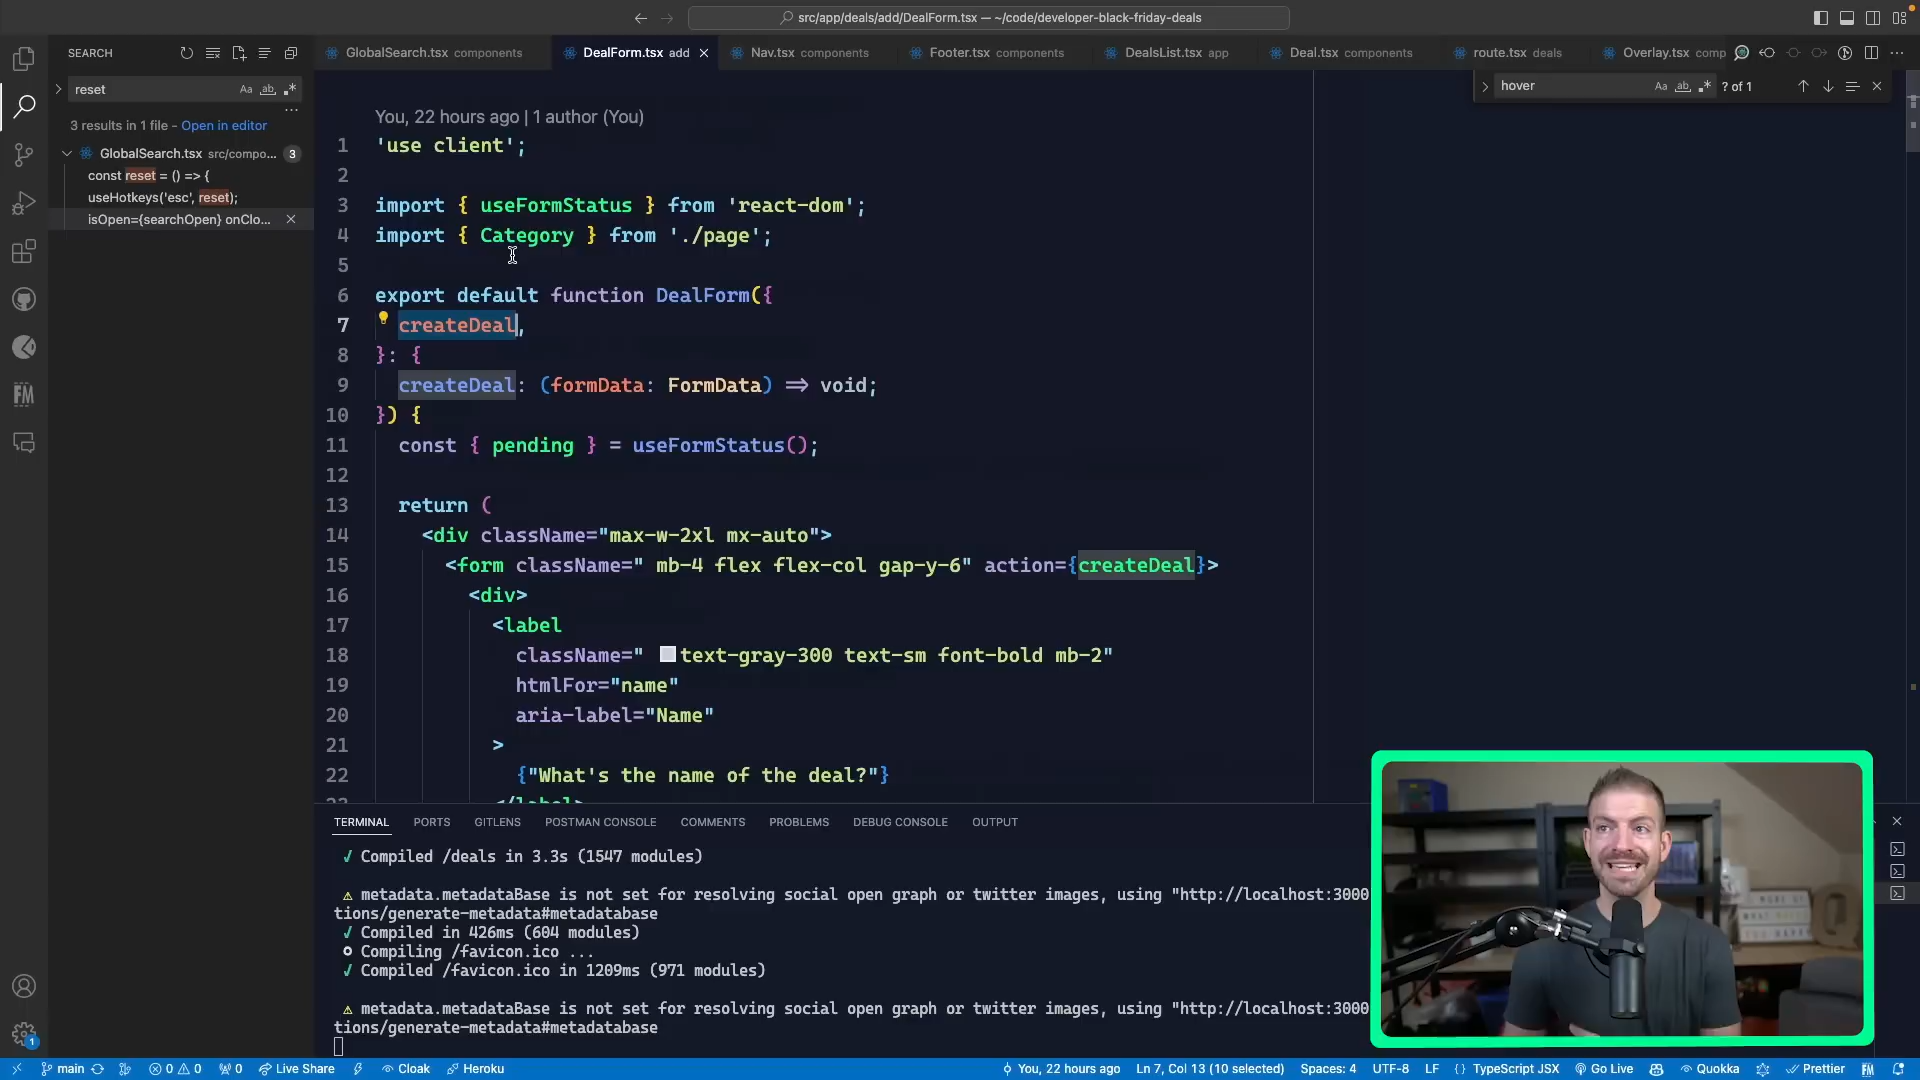 src/app/deals/add/DealForm.tsx — ~/code/developer-black-friday-deals
SEARCH
GlobalSearch.tsx components
DealForm.tsx add
Nav.tsx components
Footer.tsx components
DealsList.tsx app
Deal.tsx components
route.tsx deals
Overlay.tsx comp
reset
Aa
ab
hover
Aa
ab
? of 1
3 results in 1 file - Open in editor
GlobalSearch.tsx src/compo... 3
const reset = () => {
useHotkeys('esc', reset);
isOpen={searchOpen} onClo...
You, 22 hours ago | 1 author (You)
1 'use client';
2
3 import { useFormStatus } from 'react-dom';
4 import { Category } from './page';
5
6 export default function DealForm({
7 createDeal,
8 }: {
9 createDeal: (formData: FormData) => void;
10 }) {
11 const { pending } = useFormStatus();
12
13 return (
14 <div className="max-w-2xl mx-auto">
15 <form className=" mb-4 flex flex-col gap-y-6" action={createDeal}>
16 <div>
17 <label
18 className=" text-gray-300 text-sm font-bold mb-2"
19 htmlFor="name"
20 aria-label="Name"
21 >
22 {"What's the name of the deal?"}
23 </label>
TERMINAL PORTS GITLENS POSTMAN CONSOLE COMMENTS PROBLEMS DEBUG CONSOLE OUTPUT
✓ Compiled /deals in 3.3s (1547 modules)
⚠ metadata.metadataBase is not set for resolving social open graph or twitter images, using "http://localhost:3000
tions/generate-metadata#metadatabase
✓ Compiled in 426ms (604 modules)
○ Compiling /favicon.ico ...
✓ Compiled /favicon.ico in 1209ms (971 modules)
⚠ metadata.metadataBase is not set for resolving social open graph or twitter images, using "http://localhost:3000
tions/generate-metadata#metadatabase
FM
1
main 0 0 0 Live Share Cloak Heroku You, 22 hours ago Ln 7, Col 13 (10 selected) Spaces: 4 UTF-8 LF {} TypeScript JSX Go Live Quokka Prettier FM